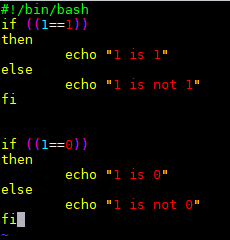 #!/bin/bash
if ((1==1))
then
        echo "1 is 1"
else
        echo "1 is not 1"
fi


if ((1==0))
then
        echo "1 is 0"
else
        echo "1 is not 0"
fi
~